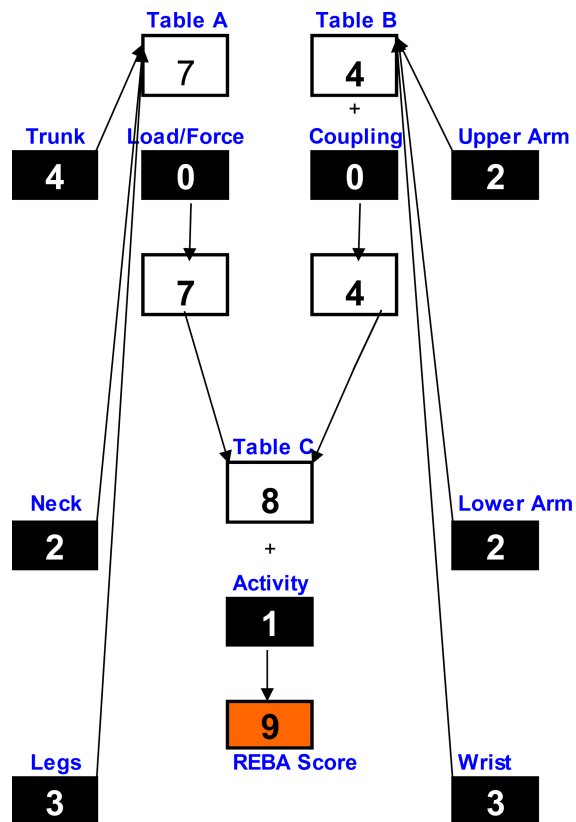 Table A Table B
7 4
+
Trunk Load/Force Coupling Upper Arm
4 0 0 2
7 4
Table C
8
Neck Lower Arm
2 2
+
Activity
1
9
Legs REBA Score Wrist
3 3